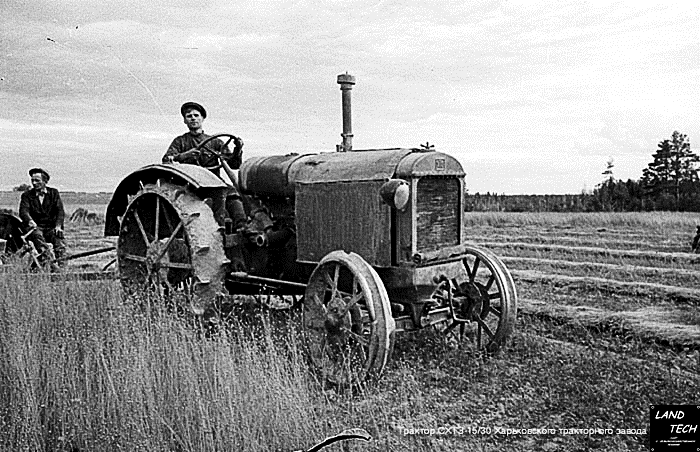 Трактор СХТЗ-15/30 Харьковского тракторного завода
LAND
TECH